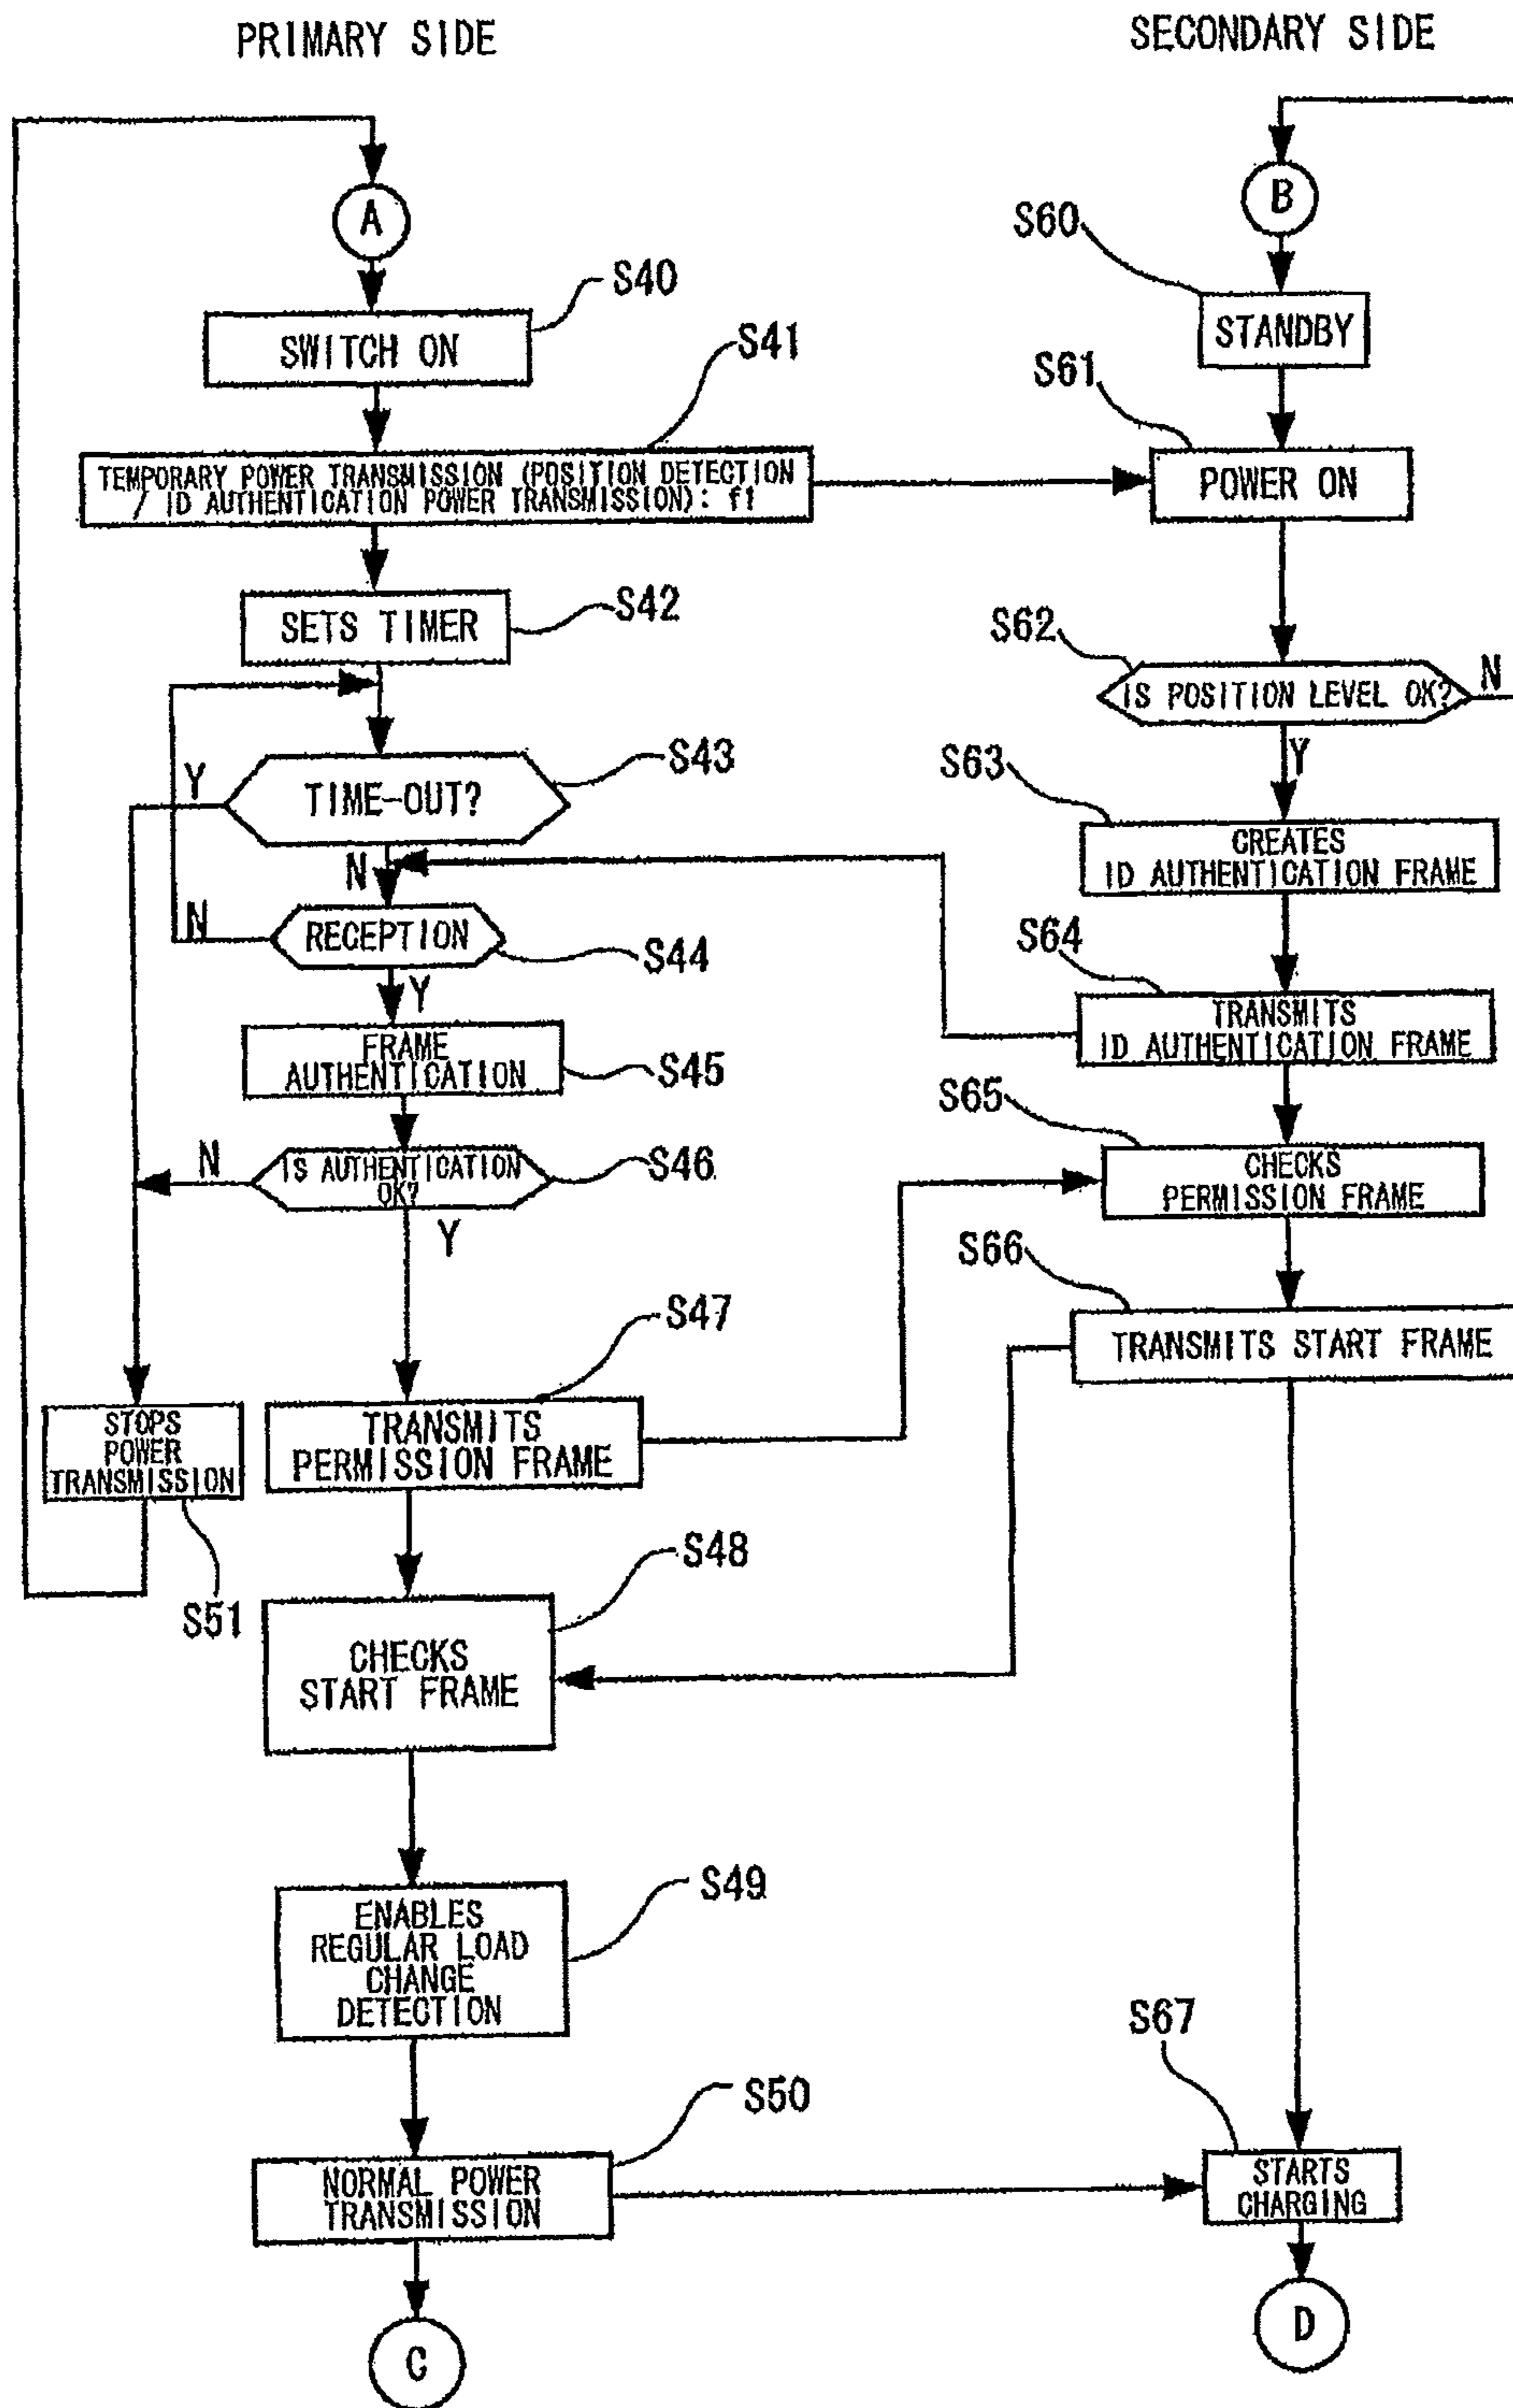 PRIMARY SIDE
SECONDARY SIDE
A
B
S60
S40
STANDBY
SWITCH ON
S41
S61
TEMPORARY POWER TRANSMISSION (POSITION DETECTION
/ ID AUTHENTICATION POWER TRANSMISSION): f1
POWER ON
SETS TIMER
S42
S62
IS POSITION LEVEL OK?
N
Y
S43
S63
Y
TIME-OUT?
CREATES
ID AUTHENTICATION FRAME
N
N
RECEPTION
S44
S64
Y
TRANSMITS
ID AUTHENTICATION FRAME
FRAME
AUTHENTICATION
S45
S65
N
IS AUTHENTICATION
OK?
S46
CHECKS
PERMISSION FRAME
Y
S66
S47
TRANSMITS START FRAME
STOPS
POWER
TRANSMISSION
TRANSMITS
PERMISSION FRAME
S48
S51
CHECKS
START FRAME
S49
ENABLES
REGULAR LOAD
CHANGE
DETECTION
S67
S50
NORMAL POWER
TRANSMISSION
STARTS
CHARGING
D
C